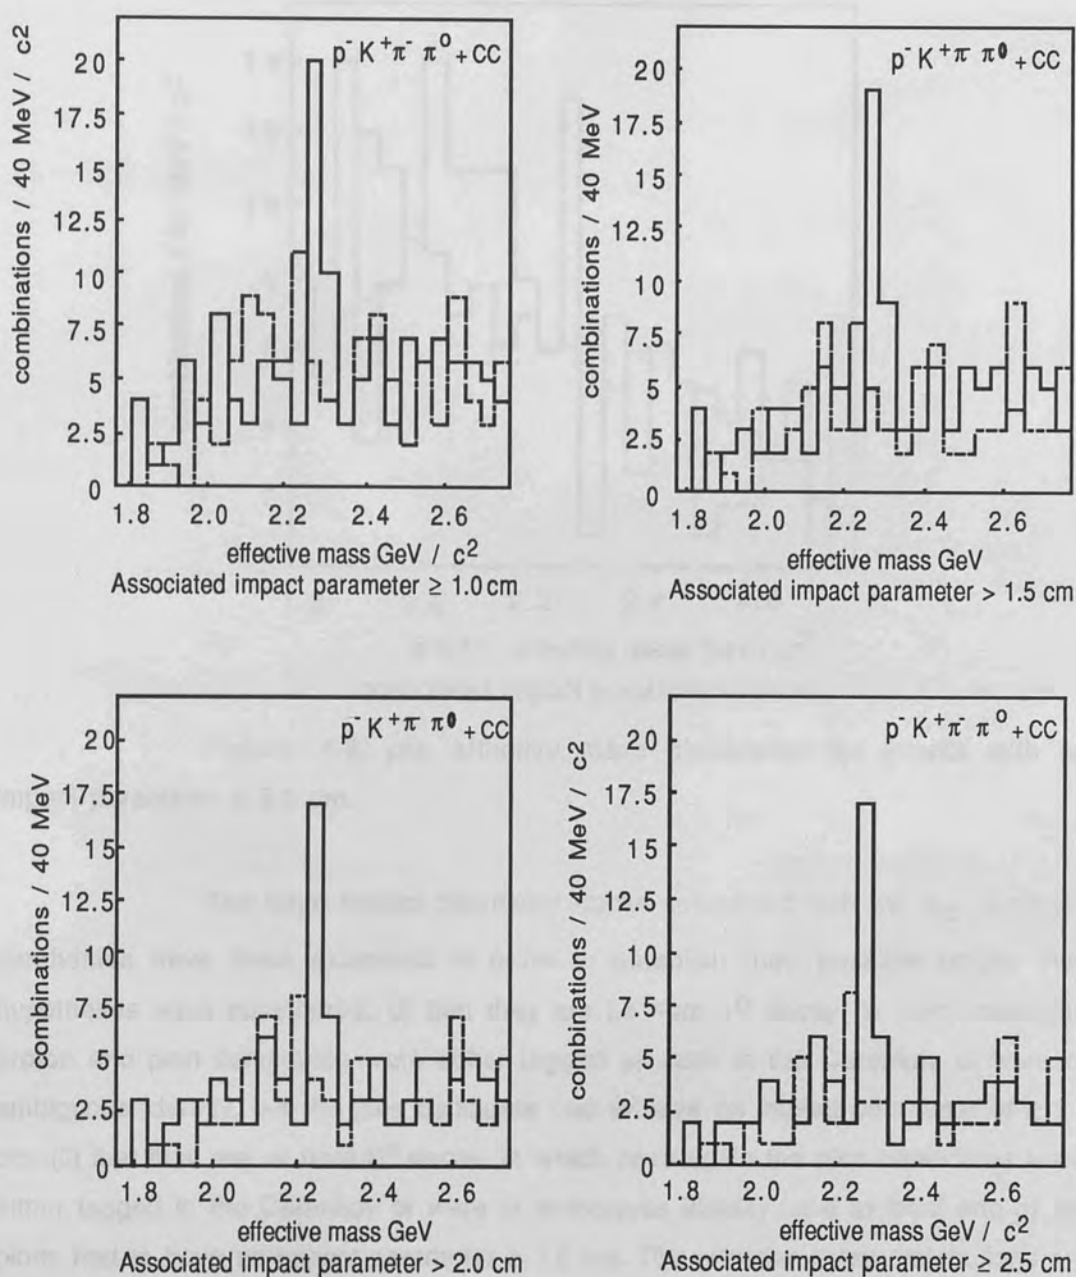 combinations / 40 MeV / c2
p⁻ K⁺π⁻ π⁰ + CC
20
17.5
15
12.5
10
7.5
5
2.5
0
1.8 2.0 2.2 2.4 2.6
effective mass GeV / c²
Associated impact parameter ≥ 1.0 cm
combinations / 40 MeV
p⁻ K⁺π π⁰ + CC
20
17.5
15
12.5
10
7.5
5
2.5
0
1.8 2.0 2.2 2.4 2.6
effective mass GeV
Associated impact parameter > 1.5 cm
combinations / 40 MeV
p⁻ K⁺π π⁰ + CC
20
17.5
15
12.5
10
7.5
5
2.5
0
1.8 2.0 2.2 2.4 2.6
effective mass GeV
Associated impact parameter > 2.0 cm
combinations / 40 MeV / c2
p⁻ K⁺π⁻ π⁰ + CC
20
17.5
15
12.5
10
7.5
5
2.5
0
1.8 2.0 2.2 2.4 2.6
effective mass GeV / c²
Associated impact parameter ≥ 2.5 cm